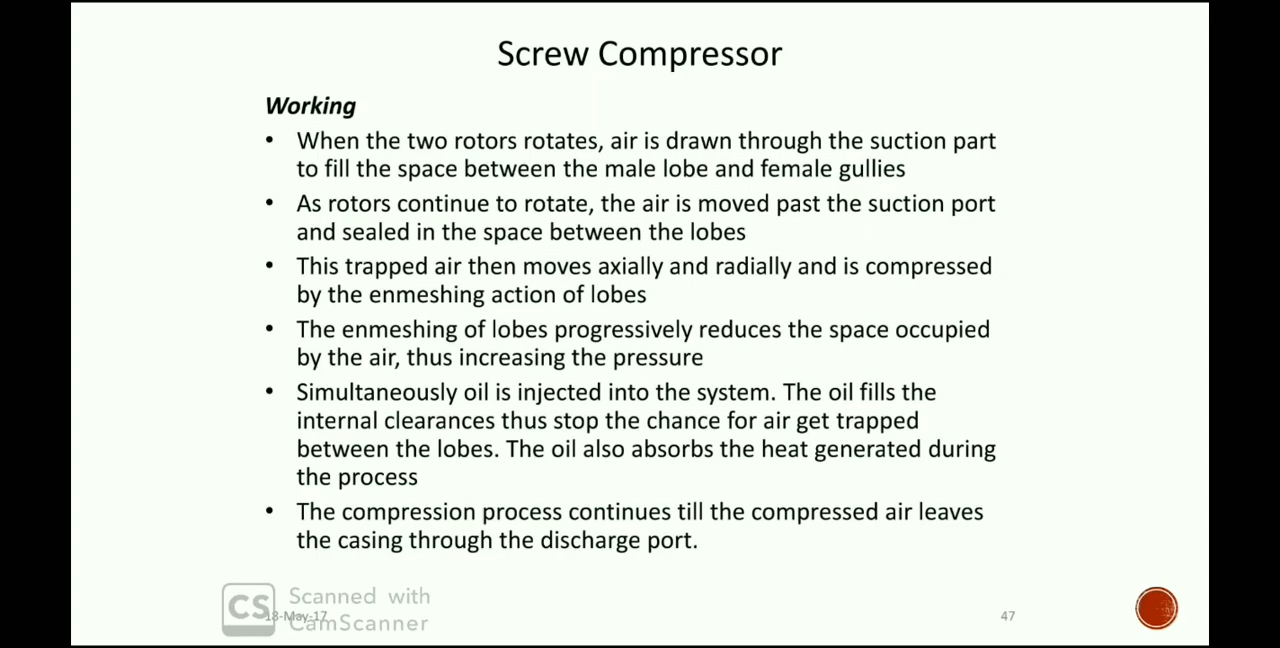 Screw Compressor
Working
• When the two rotors rotates, air is drawn through the suction part
to fill the space between the male lobe and female gullies
• As rotors continue to rotate, the air is moved past the suction port
and sealed in the space between the lobes
• This trapped air then moves axially and radially and is compressed
by the enmeshing action of lobes
• The enmeshing of lobes progressively reduces the space occupied
by the air, thus increasing the pressure
• Simultaneously oil is injected into the system. The oil fills the
internal clearances thus stop the chance for air get trapped
between the lobes. The oil also absorbs the heat generated during
the process
• The compression process continues till the compressed air leaves
the casing through the discharge port.
CS Scanned with
CamScanner
18-May-17
47